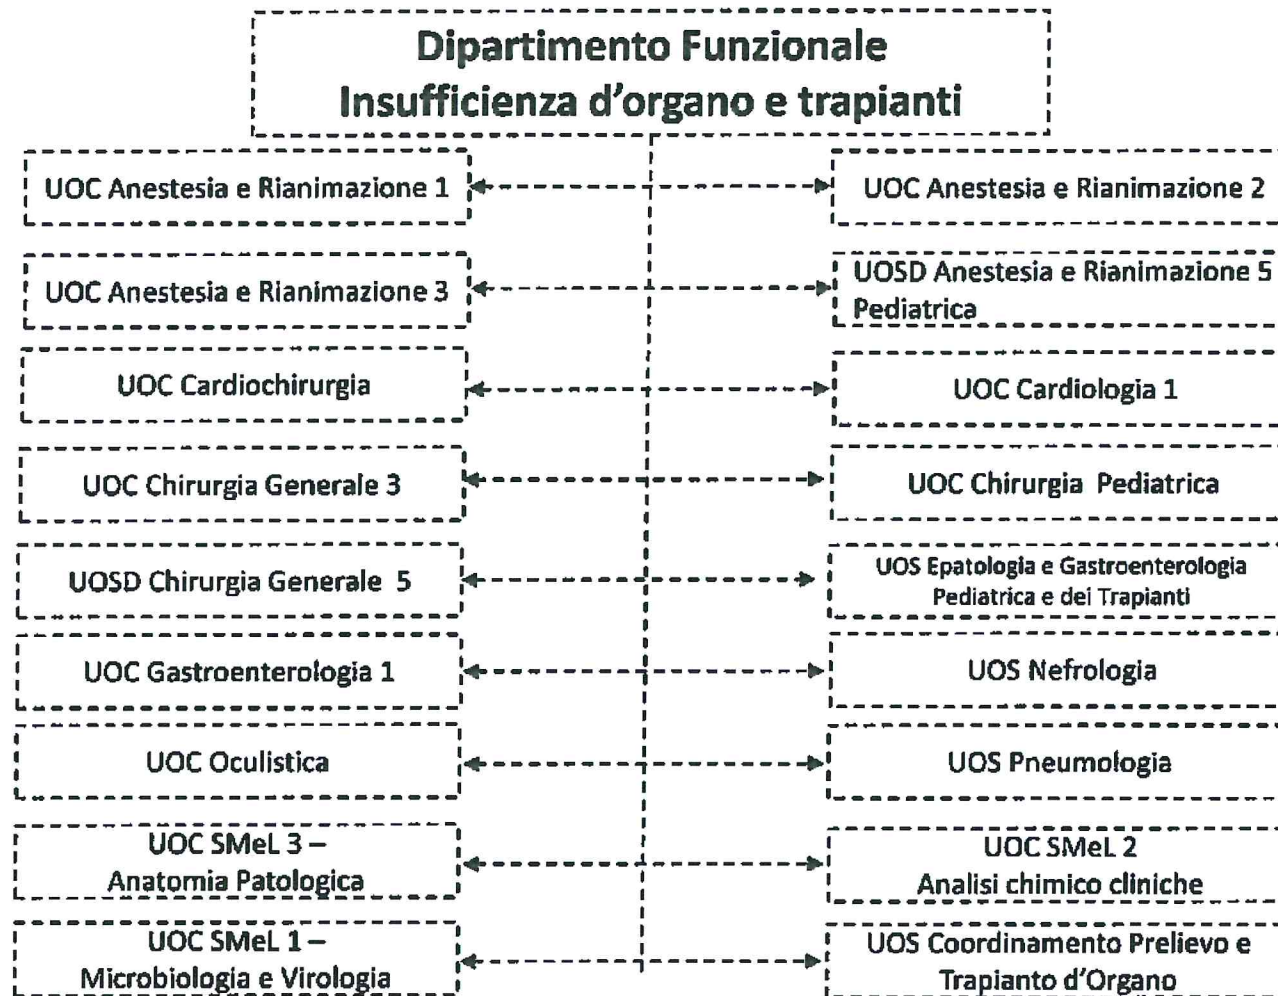 Dipartimento Funzionale
Insufficienza d'organo e trapianti
UOC Anestesia e Rianimazione 1
UOC Anestesia e Rianimazione 2
UOC Anestesia e Rianimazione 3
UOSD Anestesia e Rianimazione 5
Pediatrica
UOC Cardiochirurgia
UOC Cardiologia 1
UOC Chirurgia Generale 3
UOC Chirurgia Pediatrica
UOSD Chirurgia Generale 5
UOS Epatologia e Gastroenterologia
Pediatrica e dei Trapianti
UOC Gastroenterologia 1
UOS Nefrologia
UOC Oculistica
UOS Pneumologia
UOC SMeL 3 –
Anatomia Patologica
UOC SMeL 2
Analisi chimico cliniche
UOC SMeL 1 –
Microbiologia e Virologia
UOS Coordinamento Prelievo e
Trapianto d'Organo